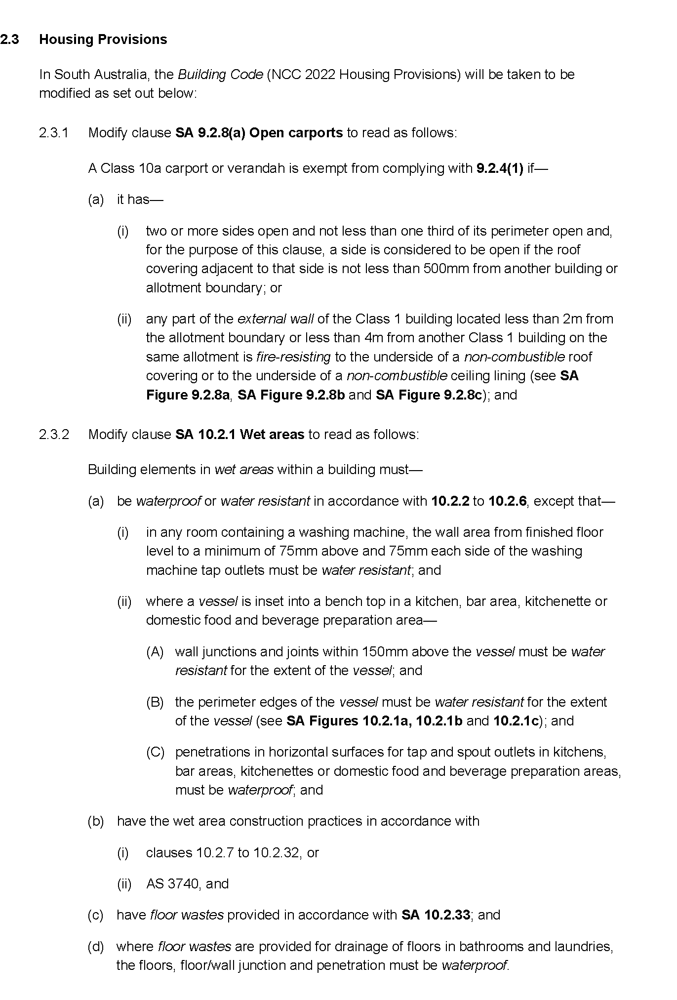 2.3 Housing Provisions
In South Australia, the Building Code (NCC 2022 Housing Provisions) will be taken to be
modified as set out below:
2.3.1 Modify clause SA 9.2.8(a) Open carports to read as follows:
A Class 10a carport or verandah is exempt from complying with 9.2.4(1) if—
(a) it has—
(i) two or more sides open and not less than one third of its perimeter open and,
for the purpose of this clause, a side is considered to be open if the roof
covering adjacent to that side is not less than 500mm from another building or
allotment boundary; or
(ii) any part of the external wall of the Class 1 building located less than 2m from
the allotment boundary or less than 4m from another Class 1 building on the
same allotment is fire-resisting to the underside of a non-combustible roof
covering or to the underside of a non-combustible ceiling lining (see SA
Figure 9.2.8a, SA Figure 9.2.8b and SA Figure 9.2.8c); and
2.3.2 Modify clause SA 10.2.1 Wet areas to read as follows:
Building elements in wet areas within a building must—
(a) be waterproof or water resistant in accordance with 10.2.2 to 10.2.6, except that—
(i) in any room containing a washing machine, the wall area from finished floor
level to a minimum of 75mm above and 75mm each side of the washing
machine tap outlets must be water resistant; and
(ii) where a vessel is inset into a bench top in a kitchen, bar area, kitchenette or
domestic food and beverage preparation area—
(A) wall junctions and joints within 150mm above the vessel must be water
resistant for the extent of the vessel; and
(B) the perimeter edges of the vessel must be water resistant for the extent
of the vessel (see SA Figures 10.2.1a, 10.2.1b and 10.2.1c); and
(C) penetrations in horizontal surfaces for tap and spout outlets in kitchens,
bar areas, kitchenettes or domestic food and beverage preparation areas,
must be waterproof; and
(b) have the wet area construction practices in accordance with
(i) clauses 10.2.7 to 10.2.32, or
(ii) AS 3740, and
(c) have floor wastes provided in accordance with SA 10.2.33; and
(d) where floor wastes are provided for drainage of floors in bathrooms and laundries,
the floors, floor/wall junction and penetration must be waterproof.